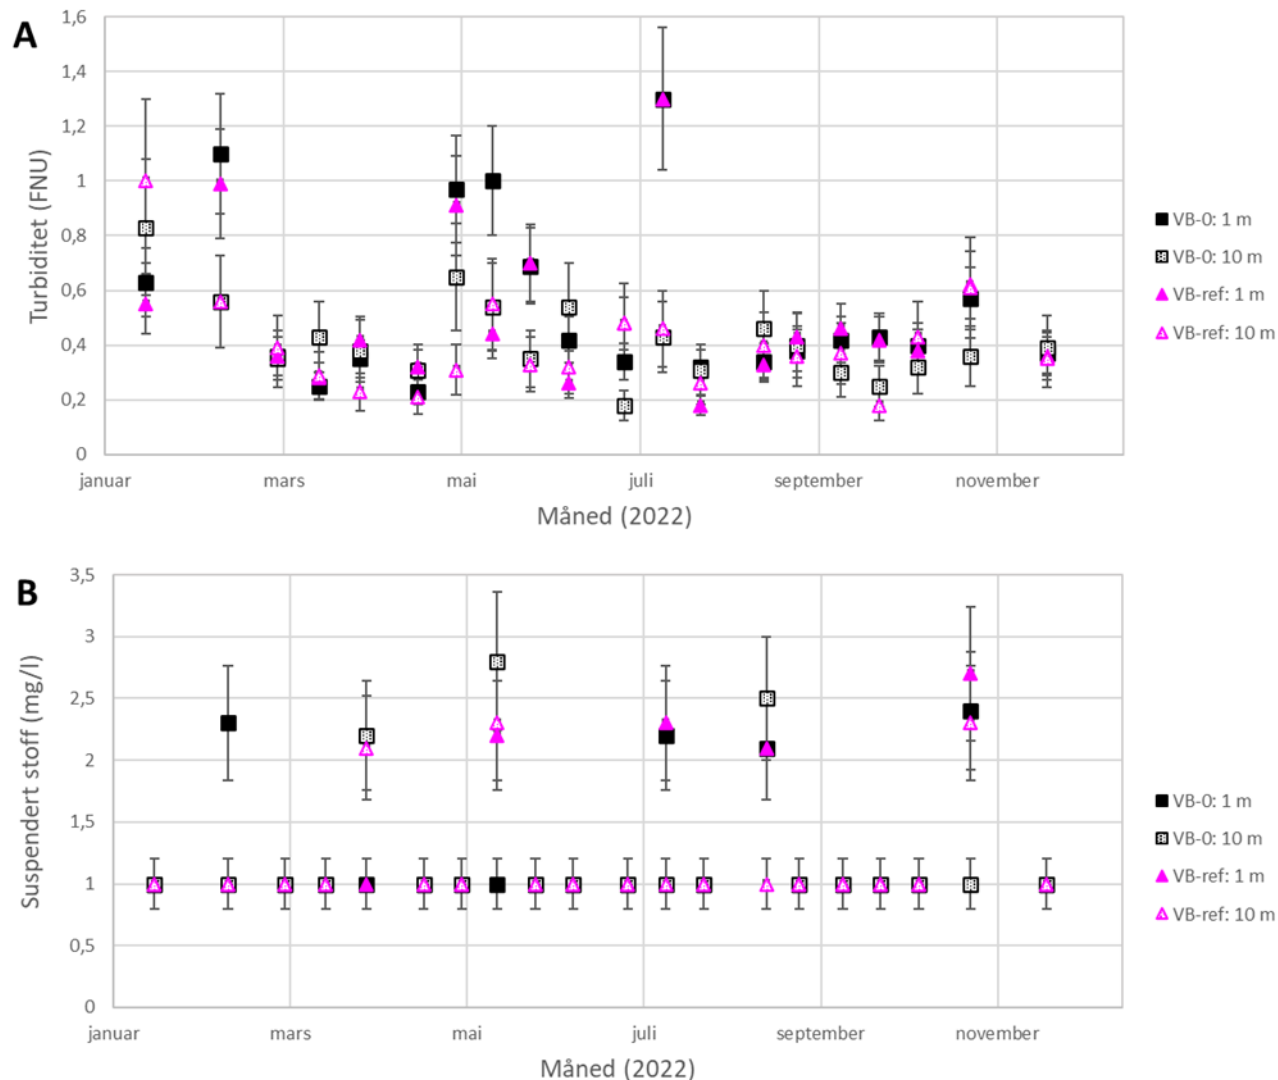 A
1,6
1,4
1,2
1
0,8
0,6
0,4
0,2
0
Turbiditet (FNU)
januar mars mai juli september november
Måned (2022)
VB-0: 1 m
VB-0: 10 m
VB-ref: 1 m
VB-ref: 10 m
B
3,5
3
2,5
2
1,5
1
0,5
0
Suspendert stoff (mg/l)
januar mars mai juli september november
Måned (2022)
VB-0: 1 m
VB-0: 10 m
VB-ref: 1 m
VB-ref: 10 m